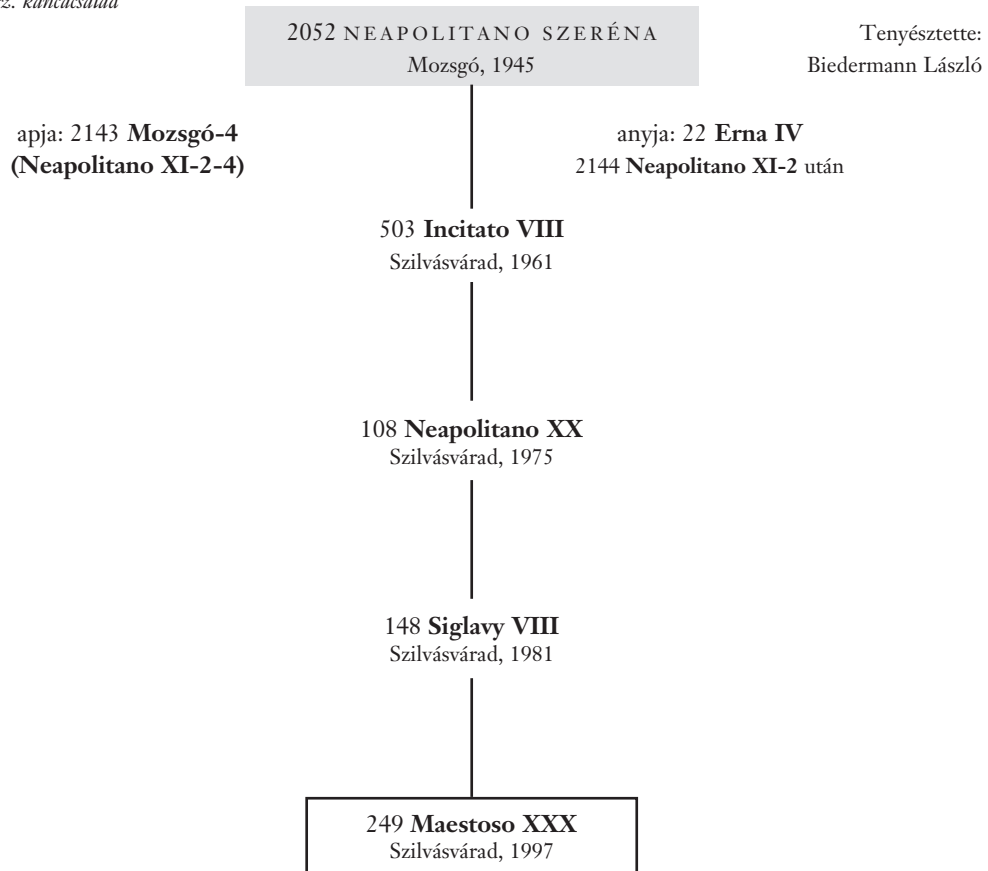 sz. kancacsalád
2052 NEAPOLITANO SZERÉNA
Mozsgó, 1945
Tenyésztette:
Biedermann László
apja: 2143 Mozsgó-4
(Neapolitano XI-2-4)
anyja: 22 Erna IV
2144 Neapolitano XI-2 után
503 Incitato VIII
Szilvásvárad, 1961
108 Neapolitano XX
Szilvásvárad, 1975
148 Siglavy VIII
Szilvásvárad, 1981
249 Maestoso XXX
Szilvásvárad, 1997